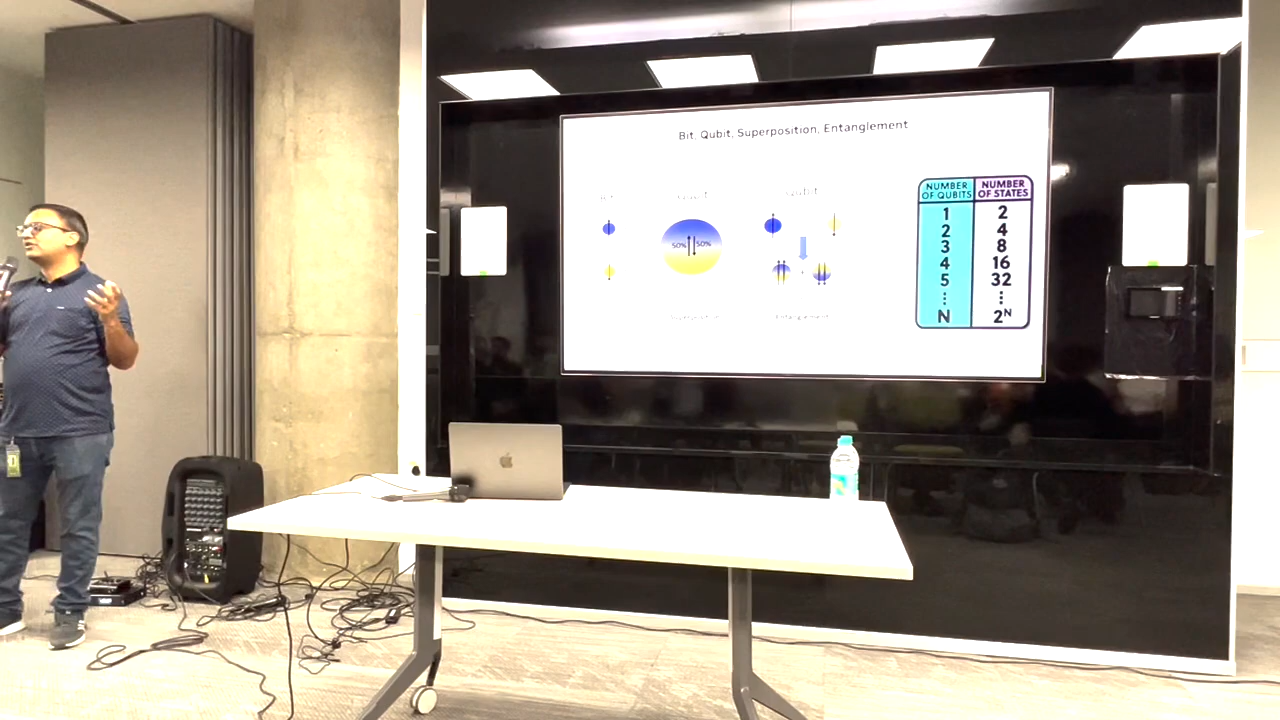 Bit, Qubit, Superposition, Entanglement
50% 50%
Entanglement
NUMBER OF QUBITS NUMBER OF STATES
1 2
2 4
3 8
4 16
5 32
⋮ ⋮
N 2ᴺ